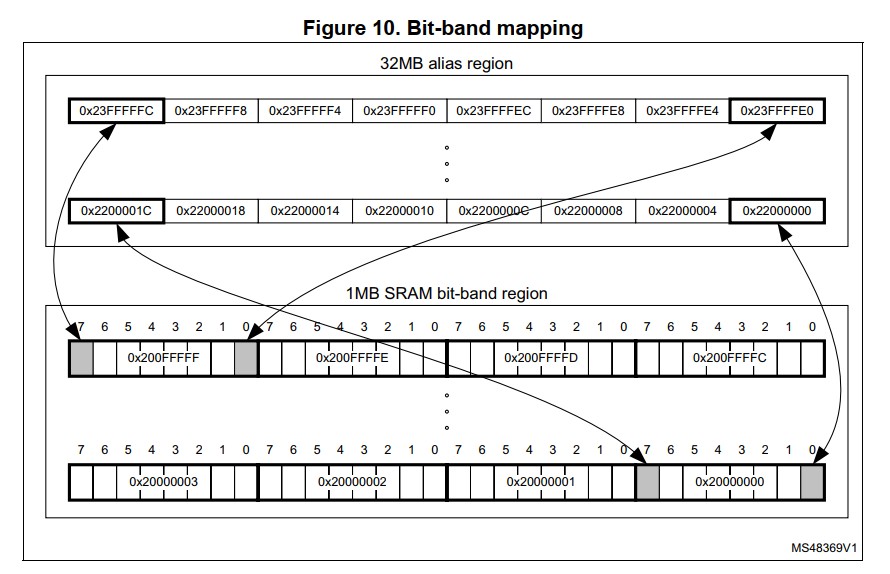 Figure 10. Bit-band mapping
32MB alias region
0x23FFFFFC 0x23FFFFF8 0x23FFFFF4 0x23FFFFF0 0x23FFFFEC 0x23FFFFE8 0x23FFFFE4 0x23FFFFE0
0x2200001C 0x22000018 0x22000014 0x22000010 0x2200000C 0x22000008 0x22000004 0x22000000
1MB SRAM bit-band region
7 6 5 4 3 2 1 0 7 6 5 4 3 2 1 0 7 6 5 4 3 2 1 0 7 6 5 4 3 2 1 0
0x200FFFFF 0x200FFFFE 0x200FFFFD 0x200FFFFC
7 6 5 4 3 2 1 0 7 6 5 4 3 2 1 0 7 6 5 4 3 2 1 0 7 6 5 4 3 2 1 0
0x20000003 0x20000002 0x20000001 0x20000000
MS48369V1